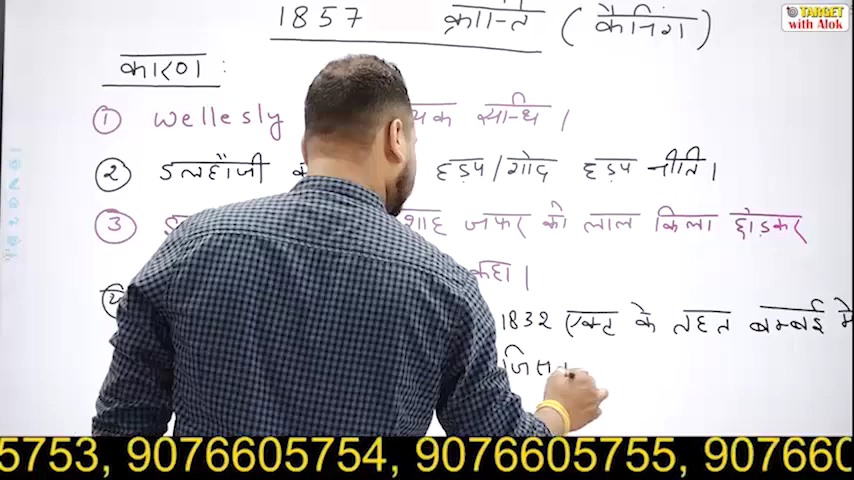 TARGET
with Alok
1857 क्रान्ति (कैनिंग)
कारण :
① wellesly यक सान्धि ।
② डलहौजी हड़प/गोद हड़प नीति ।
③ शाह जफर को लाल किला छोड़कर
कहा ।
1832 एक्ट के तहत बम्बई में
जिस
5753, 9076605754, 9076605755, 907660